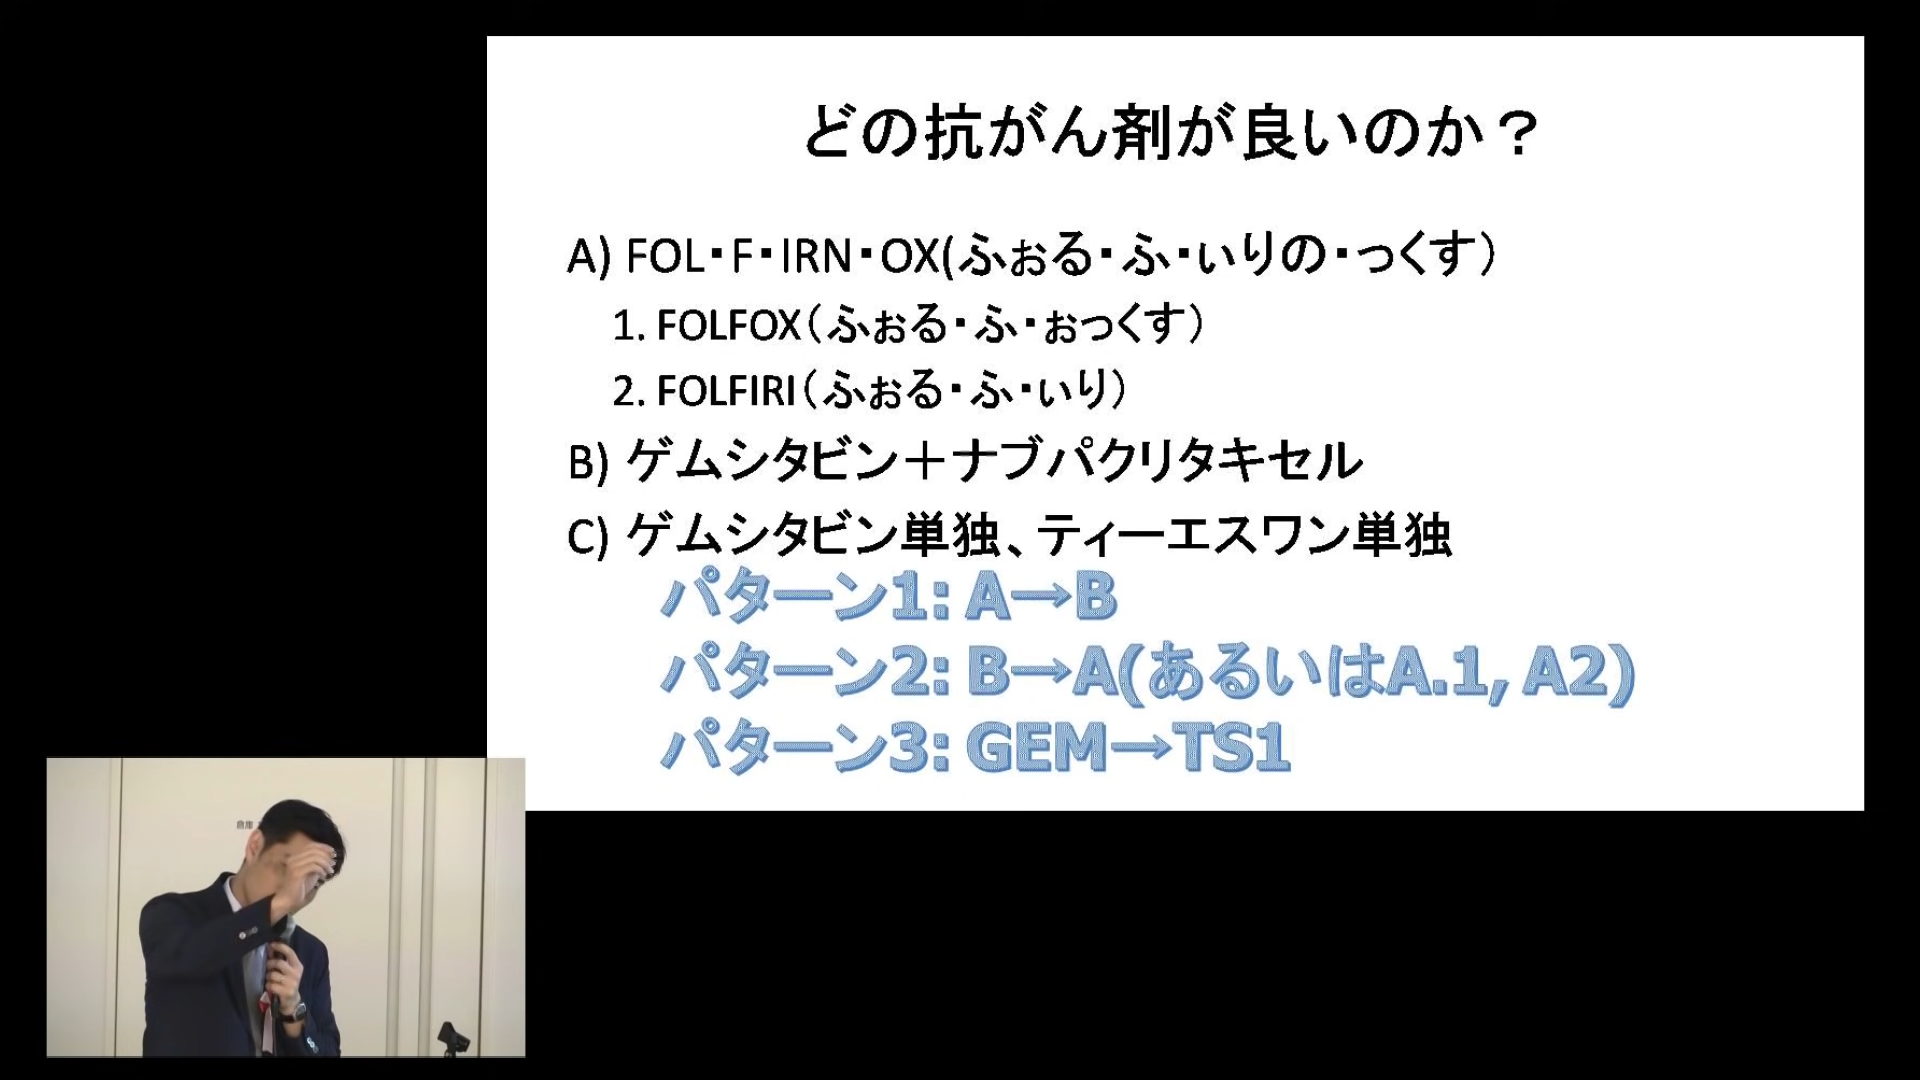 どの抗がん剤が良いのか？
A) FOL・F・IRN・OX(ふぉる・ふ・ぃりの・っくす）
1. FOLFOX（ふぉる・ふ・ぉっくす）
2. FOLFIRI（ふぉる・ふ・ぃり）
B) ゲムシタビン＋ナブパクリタキセル
C) ゲムシタビン単独、ティーエスワン単独
パターン1: A→B
パターン2: B→A(あるいはA.1, A2)
パターン3: GEM→TS1
倉庫